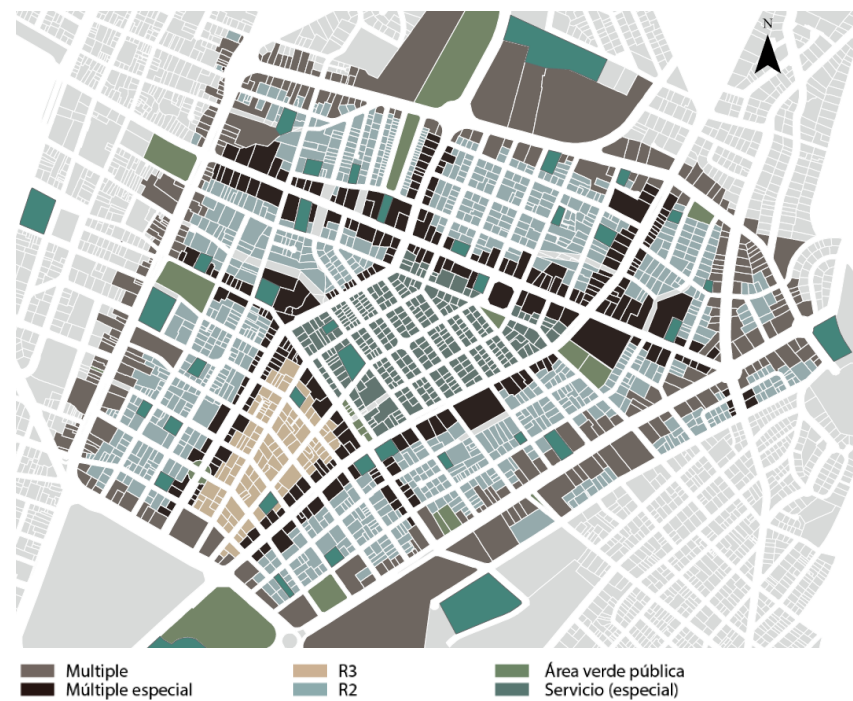 N
Multiple
Múltiple especial
R3
R2
Área verde pública
Servicio (especial)